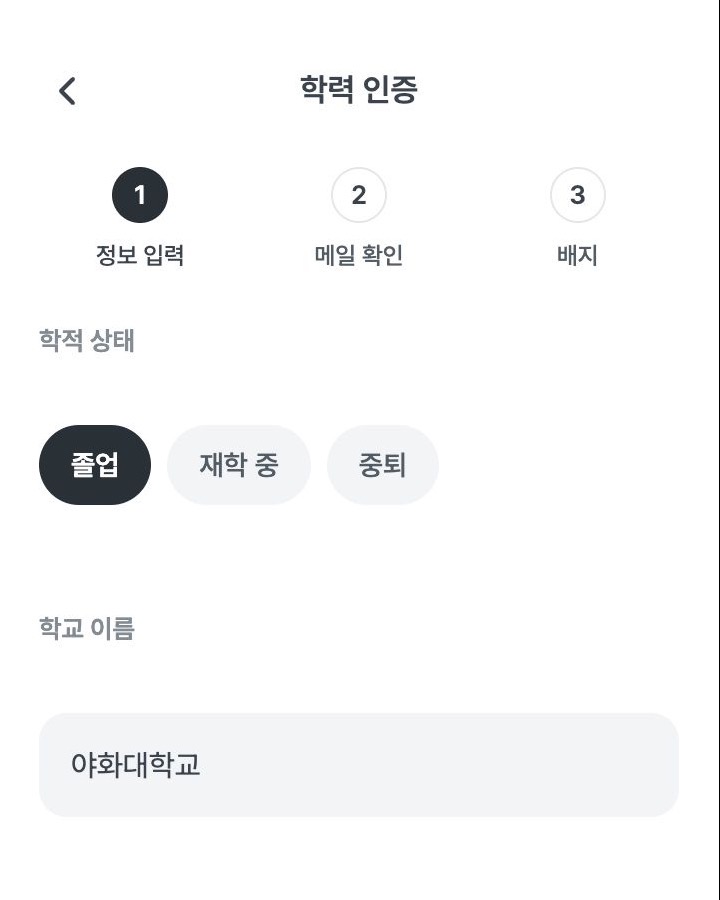 학력 인증
1 2 3
정보 입력 메일 확인 배지
학적 상태
졸업 재학 중 중퇴
학교 이름
야화대학교